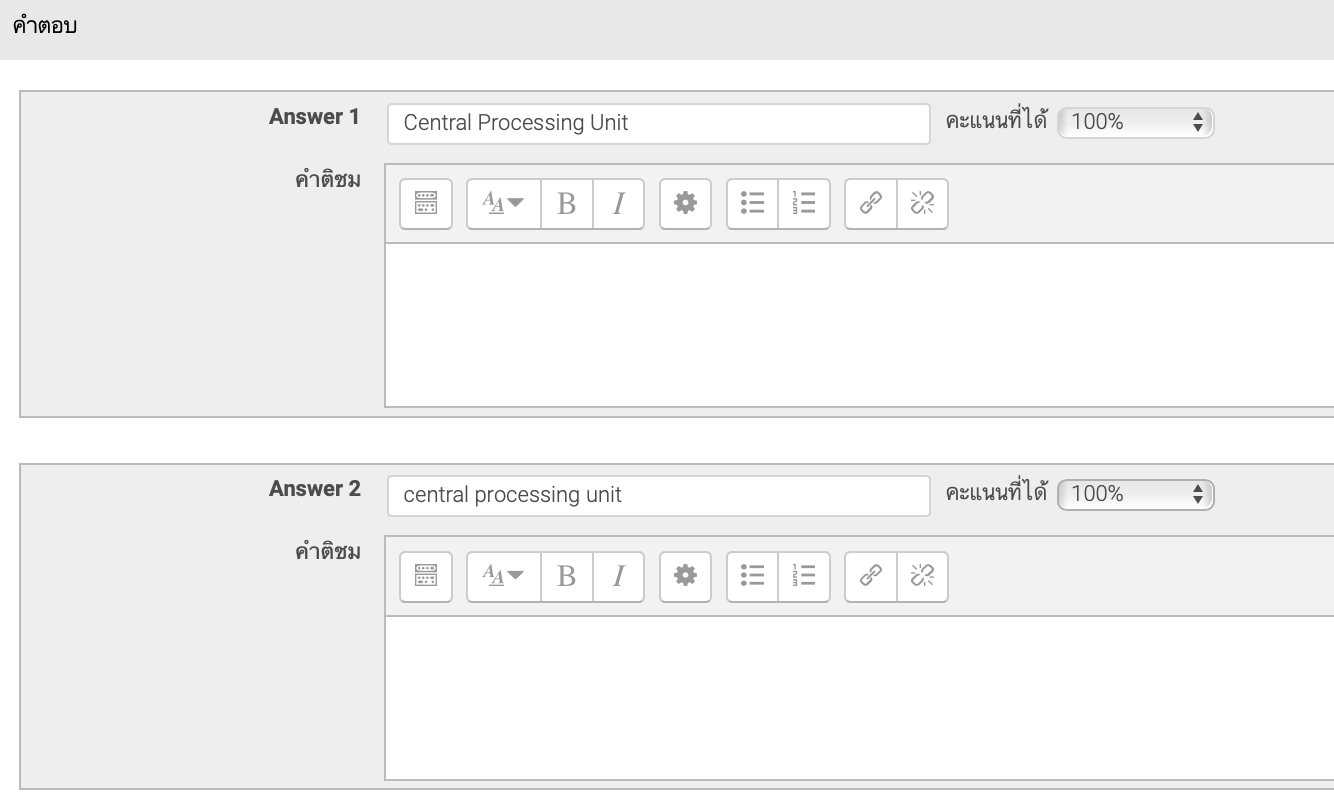 คำตอบ
Answer 1 Central Processing Unit คะแนนที่ได้ 100%
คำติชม
Answer 2 central processing unit คะแนนที่ได้ 100%
คำติชม